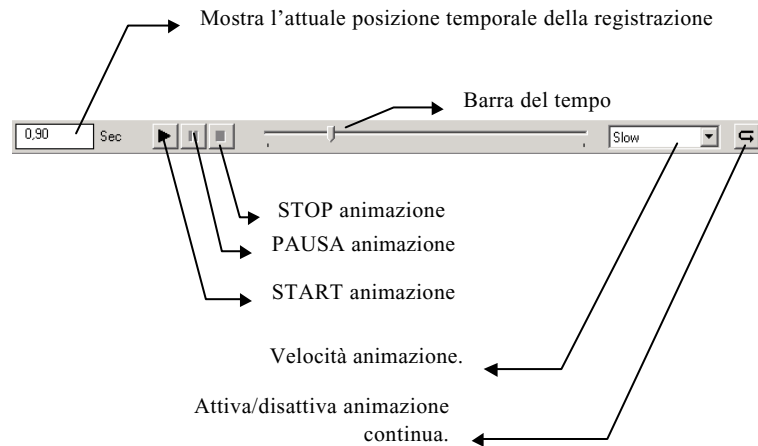 Mostra l’attuale posizione temporale della registrazione
Barra del tempo
0,90 Sec Slow
STOP animazione
PAUSA animazione
START animazione
Velocità animazione.
Attiva/disattiva animazione
continua.